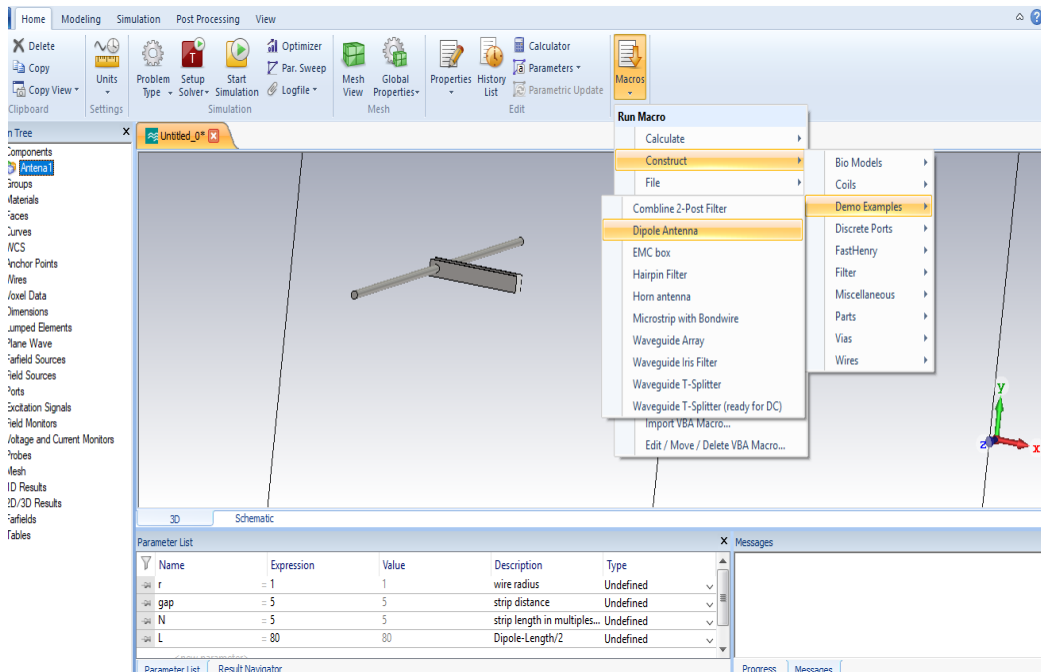 Home Modeling Simulation Post Processing View
Delete
Copy
Copy View
Clipboard
Units
Settings
Problem Type
Setup Solver
Start Simulation
Optimizer
Par. Sweep
Logfile
Simulation
Mesh View
Global Properties
Mesh
Properties
History List
Calculator
Parameters
Parametric Update
Edit
Macros
n Tree
X
Untitled_0*
Components
Antena1
Groups
Materials
Faces
Curves
WCS
Anchor Points
Wires
Voxel Data
Dimensions
Lumped Elements
Plane Wave
Farfield Sources
Field Sources
Ports
Excitation Signals
Field Monitors
Voltage and Current Monitors
Probes
Mesh
1D Results
2D/3D Results
Farfields
Tables
Run Macro
Calculate
Construct
File
Import VBA Macro...
Edit / Move / Delete VBA Macro...
Bio Models
Coils
Demo Examples
Discrete Ports
FastHenry
Filter
Miscellaneous
Parts
Vias
Wires
Combline 2-Post Filter
Dipole Antenna
EMC box
Hairpin Filter
Horn antenna
Microstrip with Bondwire
Waveguide Array
Waveguide Iris Filter
Waveguide T-Splitter
Waveguide T-Splitter (ready for DC)
y
z x
3D Schematic
Parameter List X
Name Expression Value Description Type
r = 1 1 wire radius Undefined
gap = 5 5 strip distance Undefined
N = 5 5 strip length in multiples... Undefined
L = 80 80 Dipole-Length/2 Undefined
<new parameter>
Parameter List Result Navigator
Messages
Progress Messages